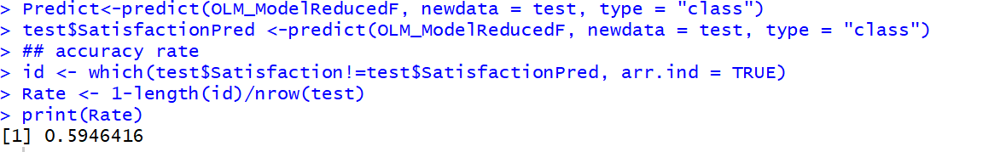 > Predict<-predict(OLM_ModelReducedF, newdata = test, type = "class")
> test$SatisfactionPred <-predict(OLM_ModelReducedF, newdata = test, type = "class")
> ## accuracy rate
> id <- which(test$Satisfaction!=test$SatisfactionPred, arr.ind = TRUE)
> Rate <- 1-length(id)/nrow(test)
> print(Rate)
[1] 0.5946416